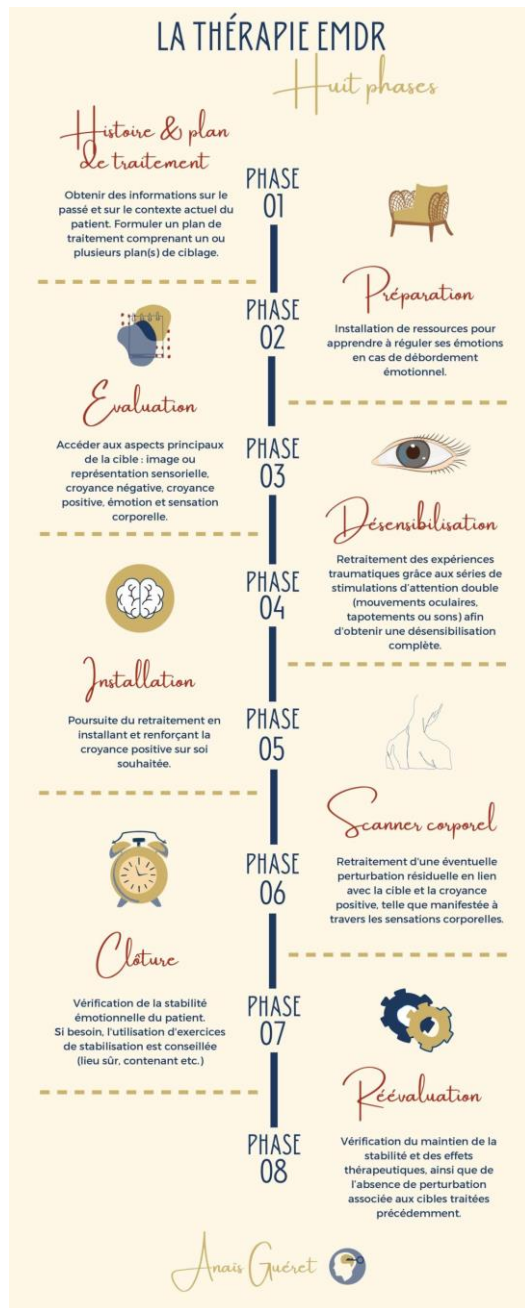 LA THÉRAPIE EMDR
Huit phases
Histoire & plan
de traitement
Obtenir des informations sur le
passé et sur le contexte actuel du
patient. Formuler un plan de
traitement comprenant un ou
plusieurs plan(s) de ciblage.
PHASE
01
Préparation
Installation de ressources pour
apprendre à réguler ses émotions
en cas de débordement
émotionnel.
PHASE
02
Evaluation
Accéder aux aspects principaux
de la cible : image ou
représentation sensorielle,
croyance négative, croyance
positive, émotion et sensation
corporelle.
PHASE
03
Désensibilisation
Retraitement des expériences
traumatiques grâce aux séries de
stimulations d'attention double
(mouvements oculaires,
tapotements ou sons) afin
d'obtenir une désensibilisation
complète.
PHASE
04
Installation
Poursuite du retraitement en
installant et renforçant la
croyance positive sur soi
souhaitée.
PHASE
05
Scanner corporel
Retraitement d'une éventuelle
perturbation résiduelle en lien
avec la cible et la croyance
positive, telle que manifestée à
travers les sensations corporelles.
PHASE
06
Clôture
Vérification de la stabilité
émotionnelle du patient.
Si besoin, l'utilisation d'exercices
de stabilisation est conseillée
(lieu sûr, contenant etc.)
PHASE
07
Réévaluation
Vérification du maintien de la
stabilité et des effets
thérapeutiques, ainsi que de
l'absence de perturbation
associée aux cibles traitées
précédemment.
PHASE
08
Anaïs Guéret